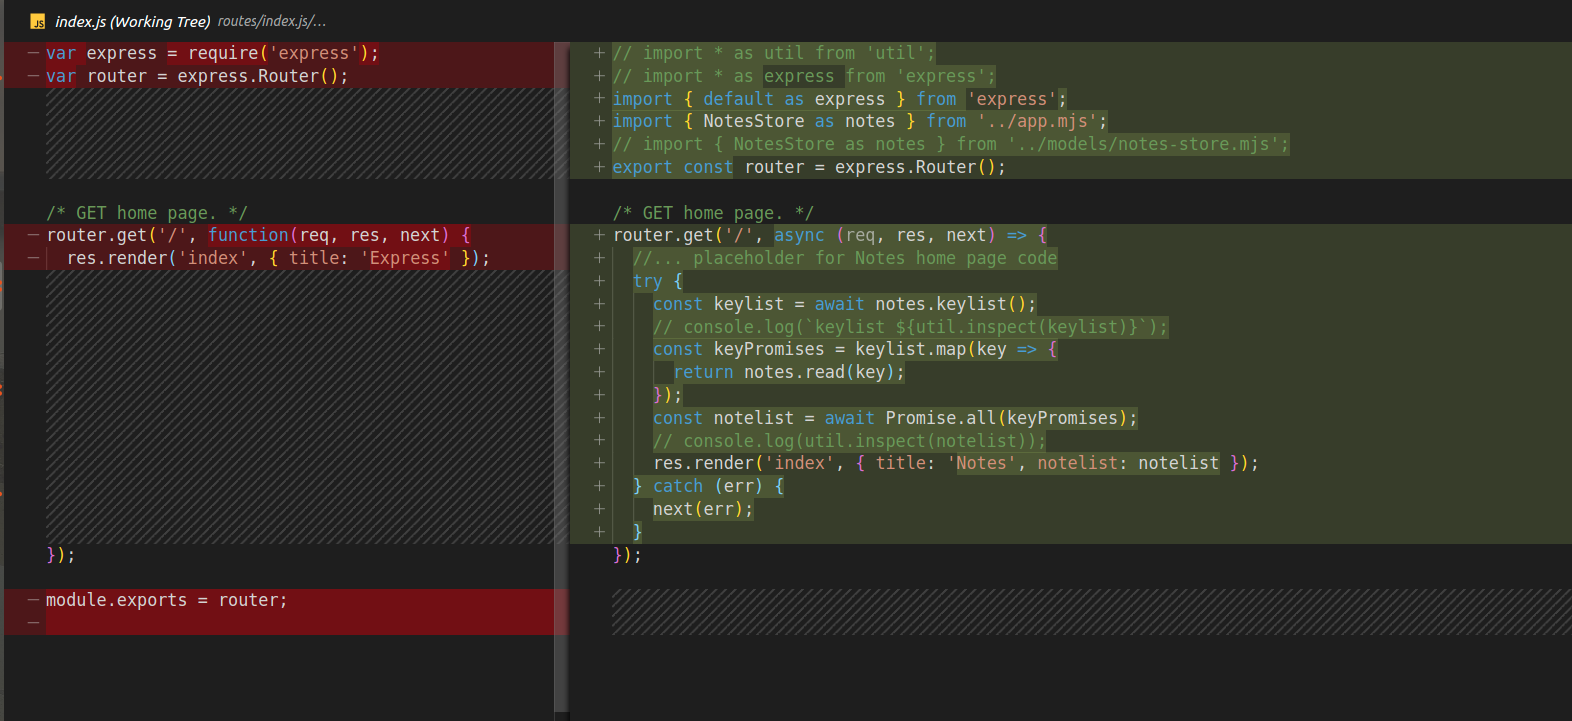 JS index.js (Working Tree) routes/index.js/...
− var express = require('express');
− var router = express.Router();
/* GET home page. */
− router.get('/', function(req, res, next) {
−   res.render('index', { title: 'Express' });
});
− module.exports = router;
−
+ // import * as util from 'util';
+ // import * as express from 'express';
+ import { default as express } from 'express';
+ import { NotesStore as notes } from '../app.mjs';
+ // import { NotesStore as notes } from '../models/notes-store.mjs';
+ export const router = express.Router();
/* GET home page. */
+ router.get('/', async (req, res, next) => {
+   //... placeholder for Notes home page code
+   try {
+     const keylist = await notes.keylist();
+     // console.log(`keylist ${util.inspect(keylist)}`);
+     const keyPromises = keylist.map(key => {
+       return notes.read(key);
+     });
+     const notelist = await Promise.all(keyPromises);
+     // console.log(util.inspect(notelist));
+     res.render('index', { title: 'Notes', notelist: notelist });
+   } catch (err) {
+     next(err);
+   }
});